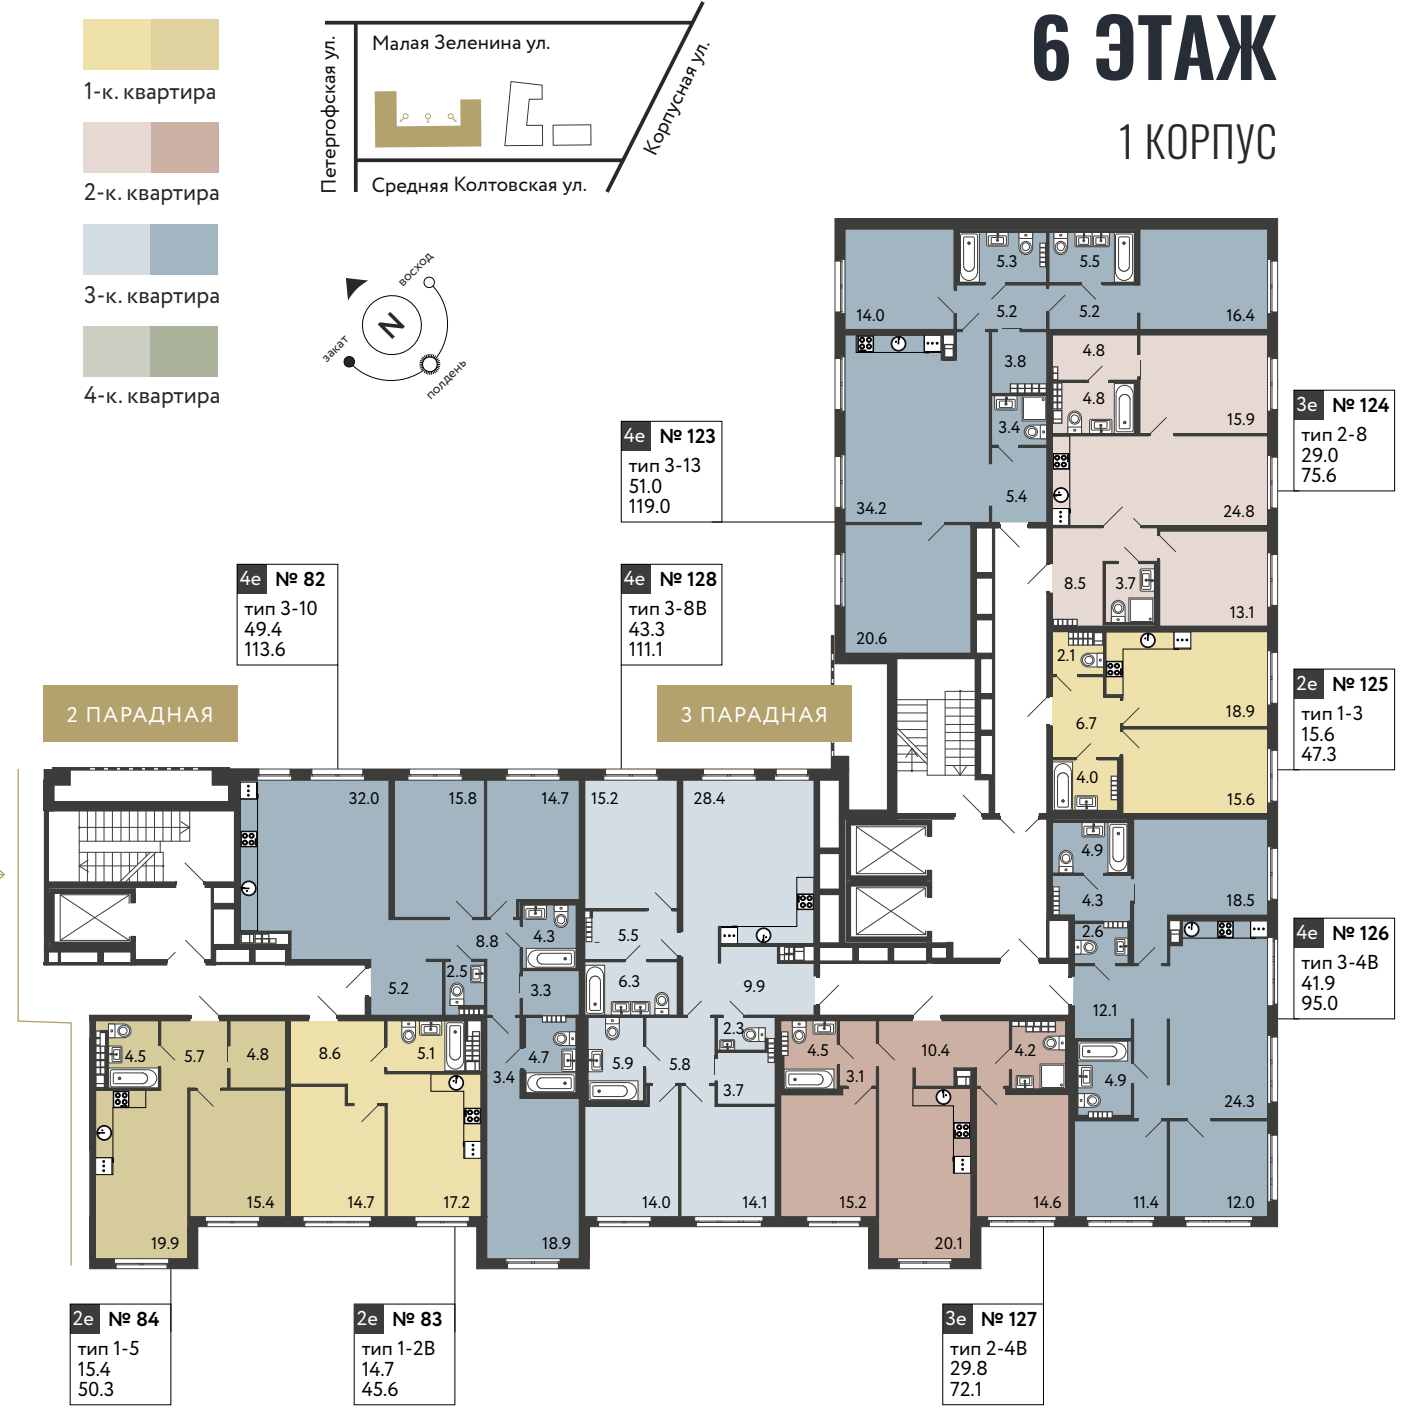 6 ЭТАЖ
1 КОРПУС
1-к. квартира
2-к. квартира
3-к. квартира
4-к. квартира
Петергофская ул.
Малая Зеленина ул.
Корпусная ул.
Средняя Колтовская ул.
восход
N
закат
полдень
4е № 123
тип 3-13
51.0
119.0
3е № 124
тип 2-8
29.0
75.6
4е № 82
тип 3-10
49.4
113.6
4е № 128
тип 3-8В
43.3
111.1
2е № 125
тип 1-3
15.6
47.3
2 ПАРАДНАЯ
3 ПАРАДНАЯ
4е № 126
тип 3-4В
41.9
95.0
5.3
5.5
14.0
5.2
5.2
16.4
4.8
3.8
4.8
15.9
3.4
5.4
34.2
24.8
8.5
3.7
13.1
20.6
2.1
18.9
6.7
4.0
15.6
32.0
15.8
14.7
15.2
28.4
4.9
4.3
18.5
2.6
5.5
8.8
4.3
2.5
5.2
3.3
6.3
9.9
12.1
4.5
5.7
4.8
8.6
5.1
3.4
4.7
5.9
5.8
2.3
3.7
4.5
3.1
10.4
4.2
4.9
24.3
15.4
14.7
17.2
14.0
14.1
15.2
14.6
11.4
12.0
19.9
18.9
20.1
2е № 84
тип 1-5
15.4
50.3
2е № 83
тип 1-2В
14.7
45.6
3е № 127
тип 2-4В
29.8
72.1